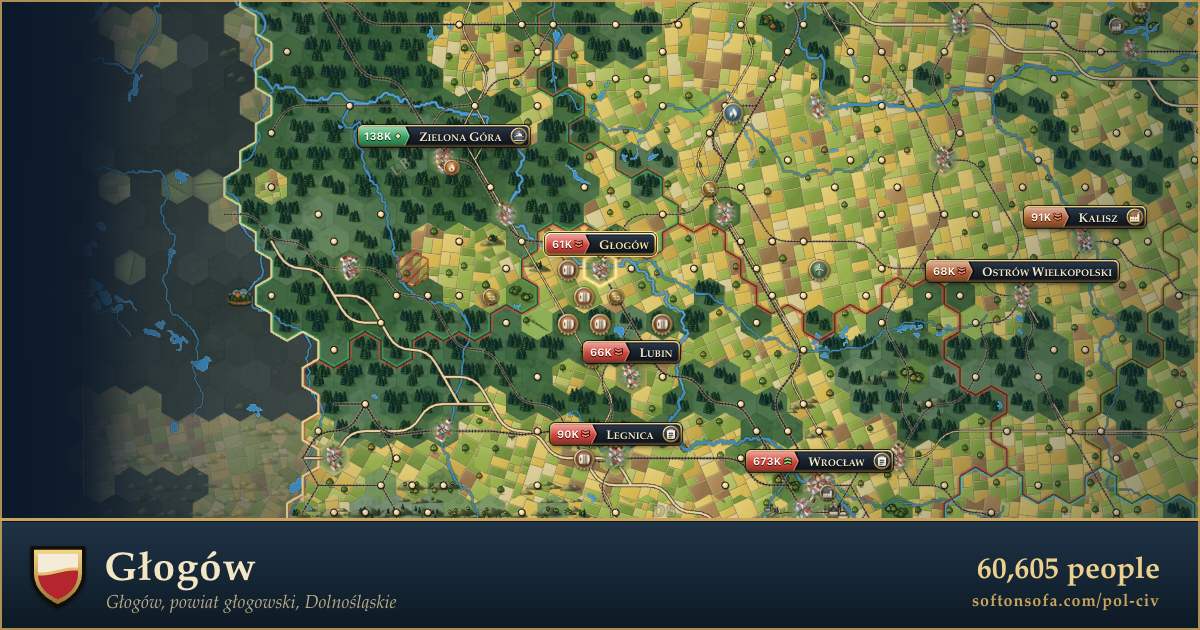 138K ZIELONA GÓRA
91K KALISZ
61K GŁOGÓW
68K OSTRÓW WIELKOPOLSKI
66K LUBIN
90K LEGNICA
673K WROCŁAW
Głogów
Głogów, powiat głogowski, Dolnośląskie
60,605 people
softonsofa.com/pol-civ